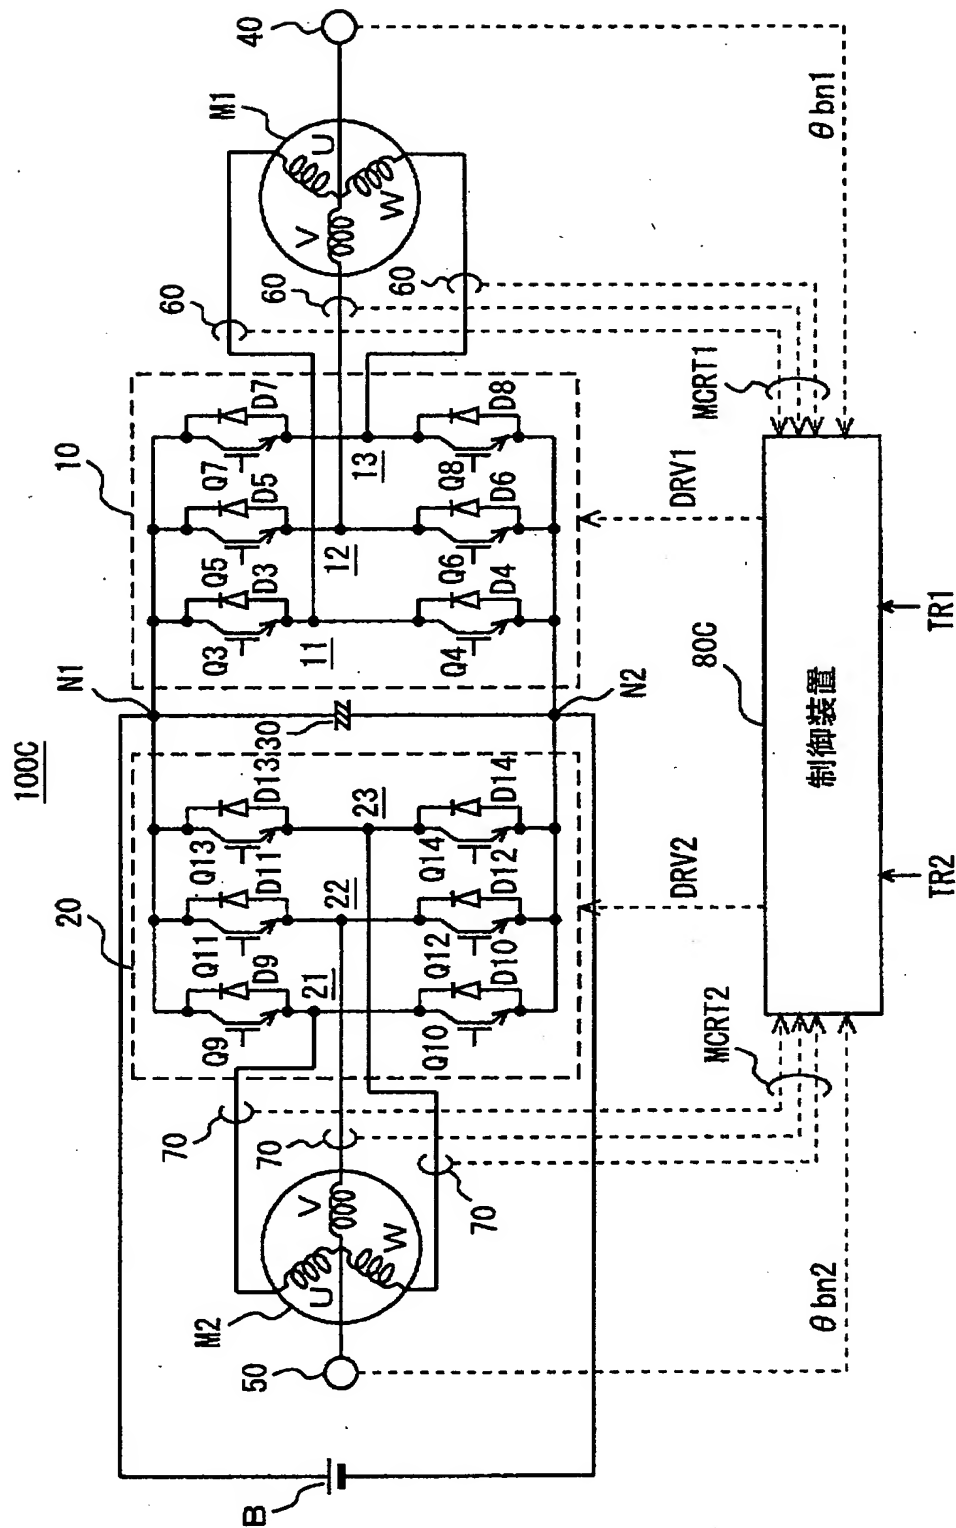 100C
B
50
M2
U
V
W
70
70
70
20
Q9
D9
Q11
D11
Q13
D13
21
22
23
Q10
D10
Q12
D12
Q14
D14
N1
30
N2
10
Q3
D3
Q5
D5
Q7
D7
11
12
13
Q4
D4
Q6
D6
Q8
D8
60
60
60
M1
U
V
W
40
θbn2
MCRT2
DRV2
DRV1
MCRT1
θbn1
80C
制御装置
TR2
TR1